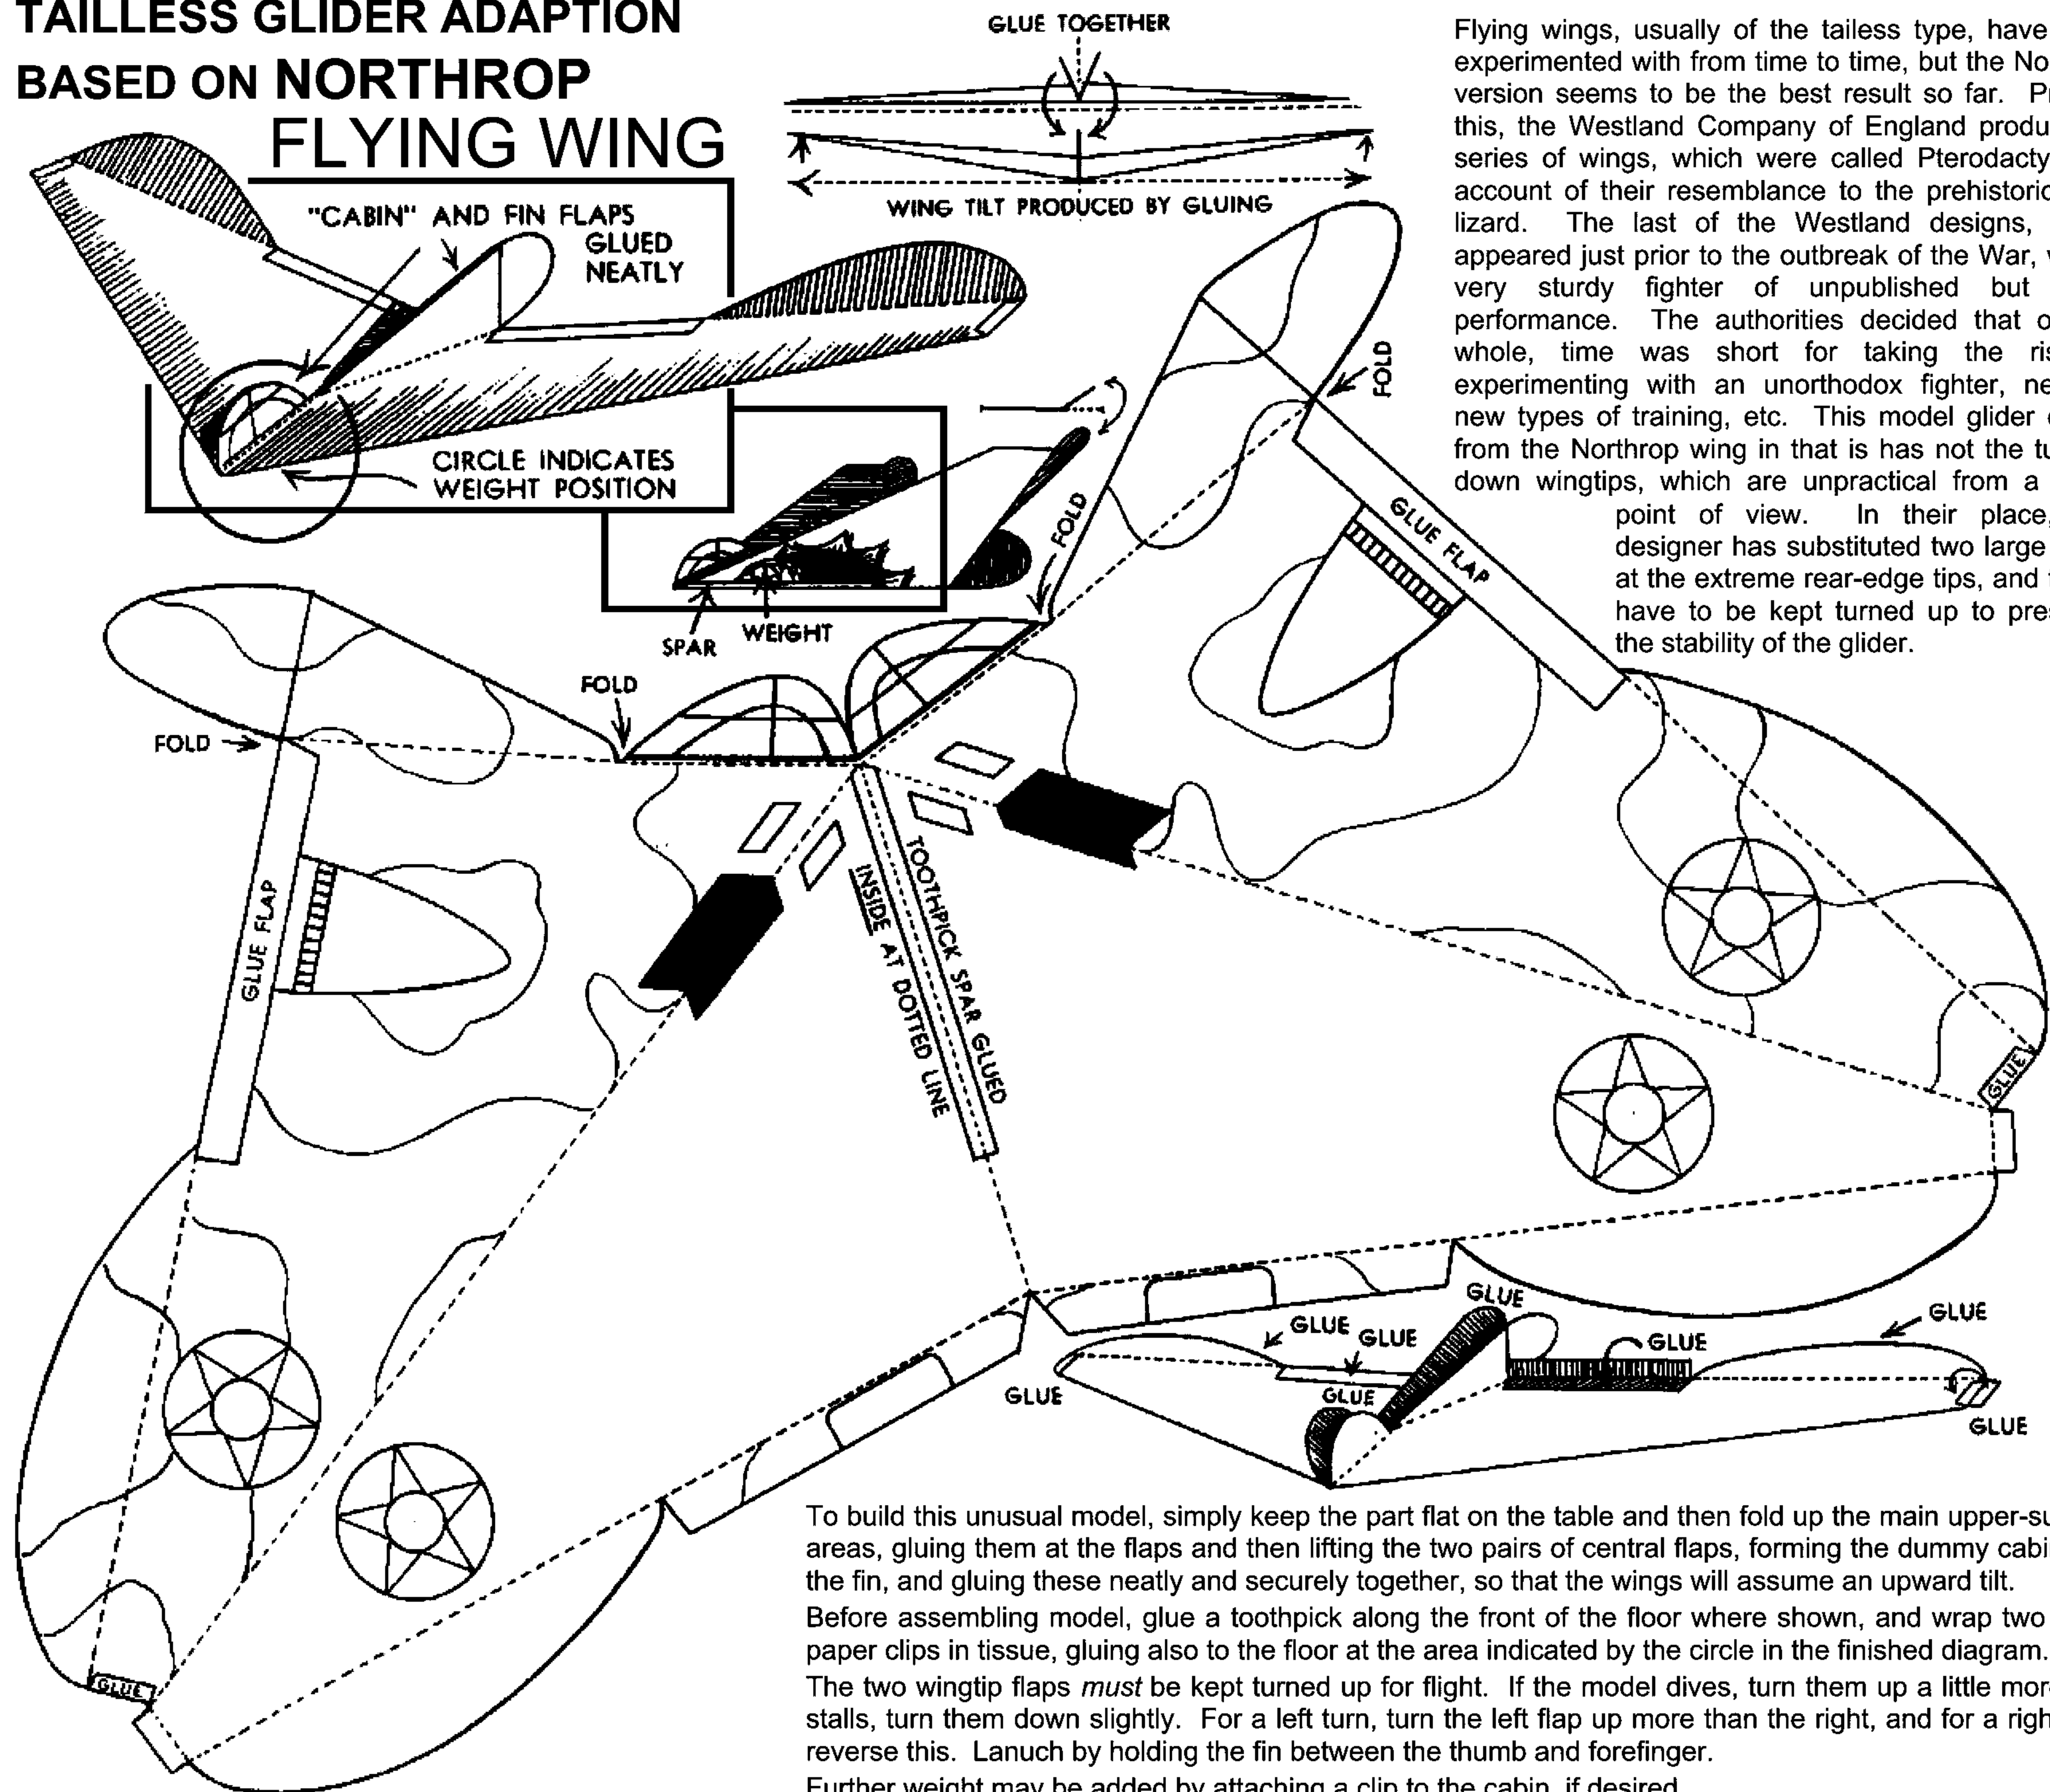 TAILLESS GLIDER ADAPTION
BASED ON NORTHROP
FLYING WING
GLUE TOGETHER
WING TILT PRODUCED BY GLUING
"CABIN" AND FIN FLAPS
GLUED
NEATLY
CIRCLE INDICATES
WEIGHT POSITION
SPAR
WEIGHT
Flying wings, usually of the tailess type, have
experimented with from time to time, but the No
version seems to be the best result so far. Pr
this, the Westland Company of England produ
series of wings, which were called Pterodacty
account of their resemblance to the prehistoric
lizard. The last of the Westland designs,
appeared just prior to the outbreak of the War,
very sturdy fighter of unpublished but
performance. The authorities decided that o
whole, time was short for taking the ris
experimenting with an unorthodox fighter, ne
new types of training, etc. This model glider
from the Northrop wing in that is has not the tu
down wingtips, which are unpractical from a
point of view. In their place,
designer has substituted two large
at the extreme rear-edge tips, and
have to be kept turned up to pres
the stability of the glider.
FOLD
FOLD
GLUE FLAP
FOLD
FOLD
GLUE FLAP
TOOTHPICK SPAR GLUED
INSIDE AT DOTTED LINE
GLUE
GLUE
GLUE
GLUE
GLUE
GLUE
GLUE
GLUE
GLUE
GLUE
To build this unusual model, simply keep the part flat on the table and then fold up the main upper-su
areas, gluing them at the flaps and then lifting the two pairs of central flaps, forming the dummy cabi
the fin, and gluing these neatly and securely together, so that the wings will assume an upward tilt.
Before assembling model, glue a toothpick along the front of the floor where shown, and wrap two
paper clips in tissue, gluing also to the floor at the area indicated by the circle in the finished diagram.
The two wingtip flaps must be kept turned up for flight. If the model dives, turn them up a little mor
stalls, turn them down slightly. For a left turn, turn the left flap up more than the right, and for a righ
reverse this. Lanuch by holding the fin between the thumb and forefinger.
Further weight may be added by attaching a clip to the cabin, if desired